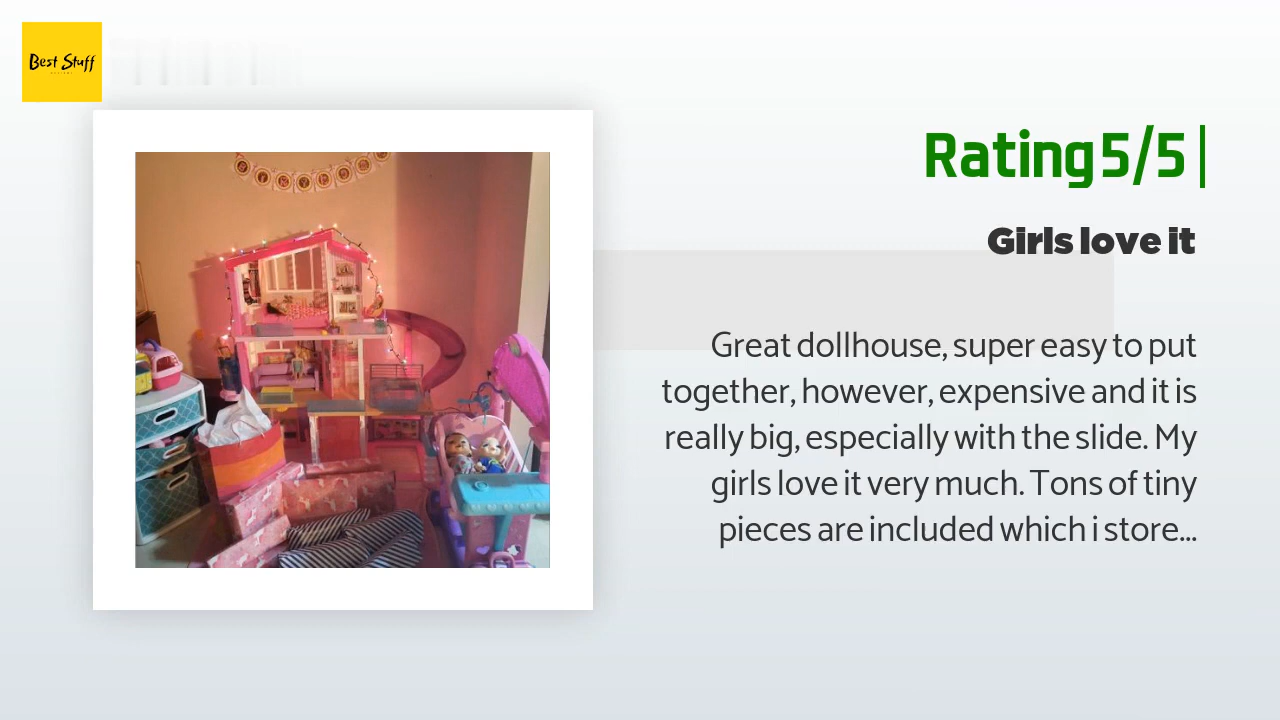 Best Stuff
Rating 5/5 |
Girls love it
Great dollhouse, super easy to put
together, however, expensive and it is
really big, especially with the slide. My
girls love it very much. Tons of tiny
pieces are included which i store...